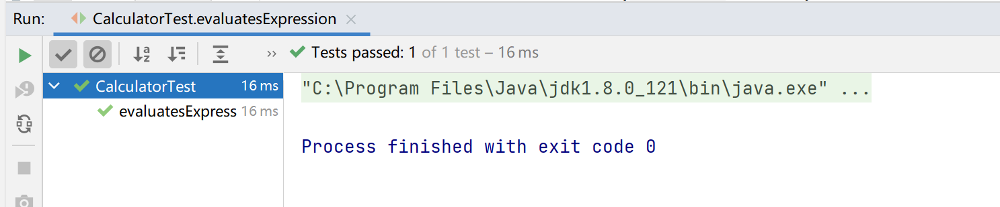 Run: CalculatorTest.evaluatesExpression
Tests passed: 1 of 1 test – 16 ms
CalculatorTest 16 ms
evaluatesExpress 16 ms
"C:\Program Files\Java\jdk1.8.0_121\bin\java.exe" ...
Process finished with exit code 0